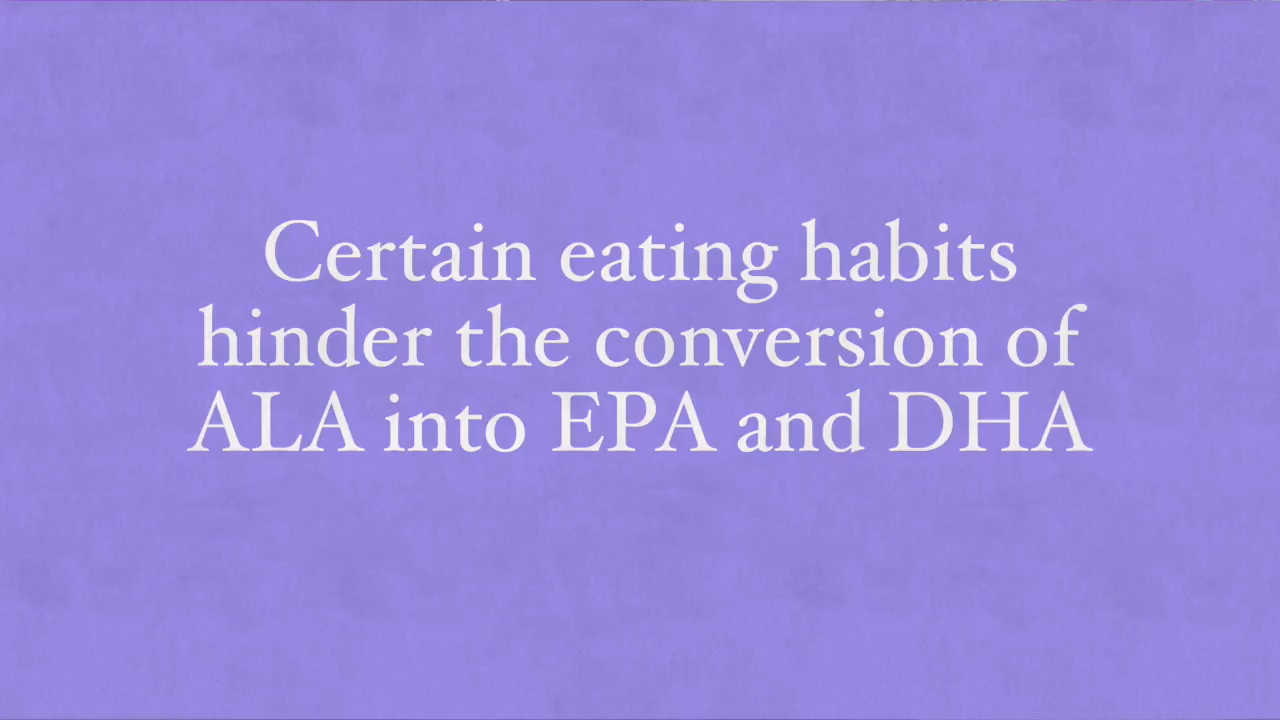 Certain eating habits
hinder the conversion of
ALA into EPA and DHA